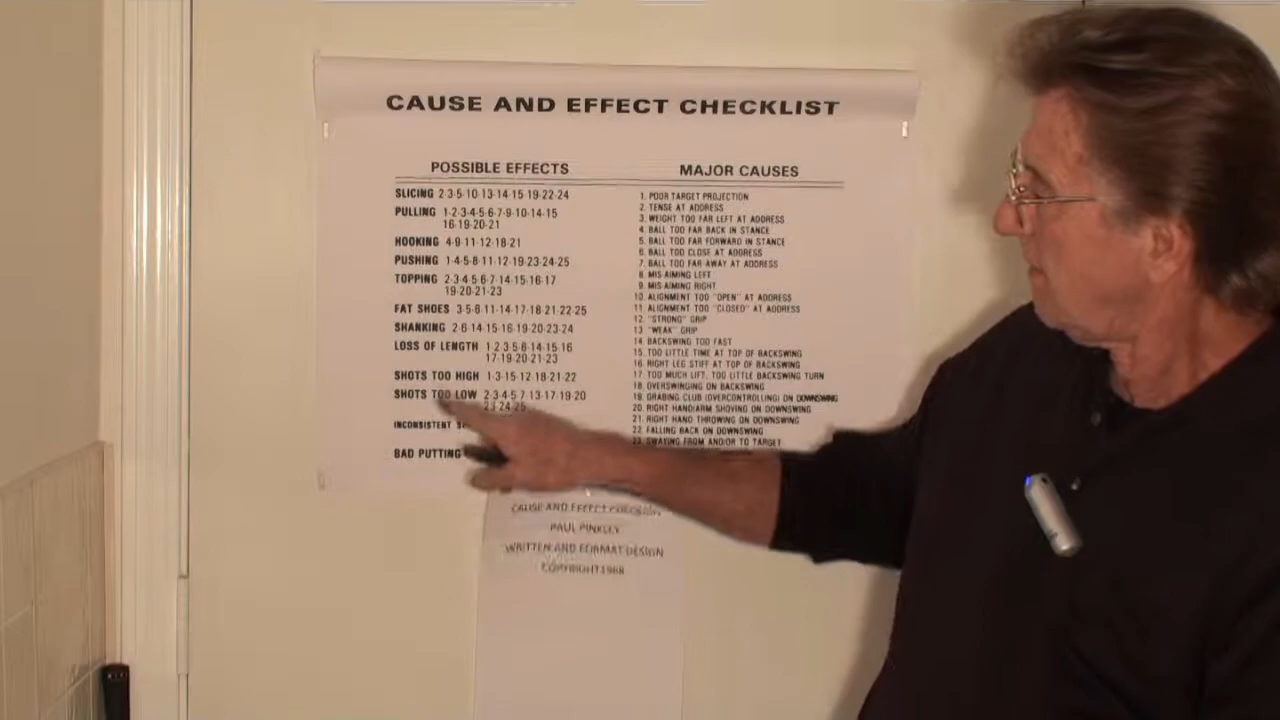 CAUSE AND EFFECT CHECKLIST
POSSIBLE EFFECTS
SLICING 2-3-5-10-13-14-15-19-22-24
PULLING 1-2-3-4-5-6-7-9-10-14-15
16-19-20-21
HOOKING 4-9-11-12-18-21
PUSHING 1-4-5-8-11-12-19-23-24-25
TOPPING 2-3-4-5-6-7-14-15-16-17
19-20-21-23
FAT SHOES 3-5-8-11-14-17-18-21-22-25
SHANKING 2-6-14-15-16-19-20-23-24
LOSS OF LENGTH 1-2-3-5-8-14-15-16
17-19-20-21-23
SHOTS TOO HIGH 1-3-15-12-18-21-22
SHOTS TOO LOW 2-3-4-5-7-13-17-19-20
23-24-25
INCONSISTENT
BAD PUTTING
MAJOR CAUSES
1. POOR TARGET PROJECTION
2. TENSE AT ADDRESS
3. WEIGHT TOO FAR LEFT AT ADDRESS
4. BALL TOO FAR BACK IN STANCE
5. BALL TOO FAR FORWARD IN STANCE
6. BALL TOO CLOSE AT ADDRESS
7. BALL TOO FAR AWAY AT ADDRESS
8. MIS-AIMING LEFT
9. MIS-AIMING RIGHT
10. ALIGNMENT TOO "OPEN" AT ADDRESS
11. ALIGNMENT TOO "CLOSED" AT ADDRESS
12. "STRONG" GRIP
13. "WEAK" GRIP
14. BACKSWING TOO FAST
15. TOO LITTLE TIME AT TOP OF BACKSWING
16. RIGHT LEG STIFF AT TOP OF BACKSWING
17. TOO MUCH LIFT, TOO LITTLE BACKSWING TURN
18. OVERSWINGING ON BACKSWING
19. GRABING CLUB (OVERCONTROLLING) ON DOWNSWING
20. RIGHT HAND/ARM SHOVING ON DOWNSWING
21. RIGHT HAND THROWING ON DOWNSWING
22. FALLING BACK ON DOWNSWING
23. SWAYING FROM AND/OR TO TARGET
CAUSE AND EFFECT CHECKLIST
PAUL PINKLEY
WRITTEN AND FORMAT DESIGN
COPYRIGHT 1988